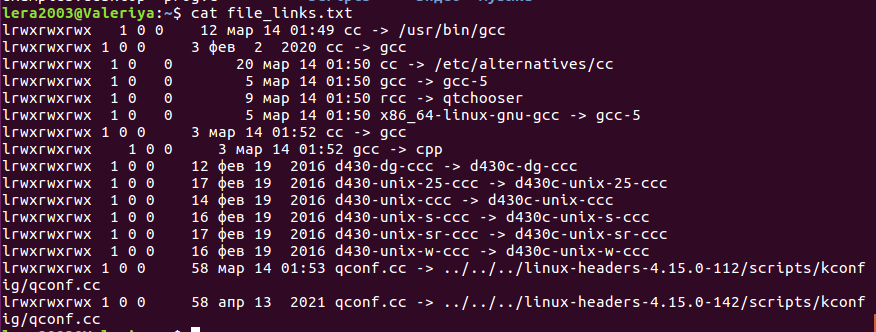 lera2003@Valeriya:~$ cat file_links.txt
lrwxrwxrwx   1 0 0     12 мар 14 01:49 cc -> /usr/bin/gcc
lrwxrwxrwx 1 0 0      3 фев  2  2020 cc -> gcc
lrwxrwxrwx  1 0   0        20 мар 14 01:50 cc -> /etc/alternatives/cc
lrwxrwxrwx  1 0   0         5 мар 14 01:50 gcc -> gcc-5
lrwxrwxrwx  1 0   0         9 мар 14 01:50 rcc -> qtchooser
lrwxrwxrwx  1 0   0         5 мар 14 01:50 x86_64-linux-gnu-gcc -> gcc-5
lrwxrwxrwx 1 0 0      3 мар 14 01:52 cc -> gcc
lrwxrwxrwx    1 0 0      3 мар 14 01:52 gcc -> cpp
lrwxrwxrwx  1 0 0     12 фев 19  2016 d430-dg-ccc -> d430c-dg-ccc
lrwxrwxrwx  1 0 0     17 фев 19  2016 d430-unix-25-ccc -> d430c-unix-25-ccc
lrwxrwxrwx  1 0 0     14 фев 19  2016 d430-unix-ccc -> d430c-unix-ccc
lrwxrwxrwx  1 0 0     16 фев 19  2016 d430-unix-s-ccc -> d430c-unix-s-ccc
lrwxrwxrwx  1 0 0     17 фев 19  2016 d430-unix-sr-ccc -> d430c-unix-sr-ccc
lrwxrwxrwx  1 0 0     16 фев 19  2016 d430-unix-w-ccc -> d430c-unix-w-ccc
lrwxrwxrwx 1 0 0      58 мар 14 01:53 qconf.cc -> ../../../linux-headers-4.15.0-112/scripts/kconf
ig/qconf.cc
lrwxrwxrwx 1 0 0      58 апр 13  2021 qconf.cc -> ../../../linux-headers-4.15.0-142/scripts/kconf
ig/qconf.cc